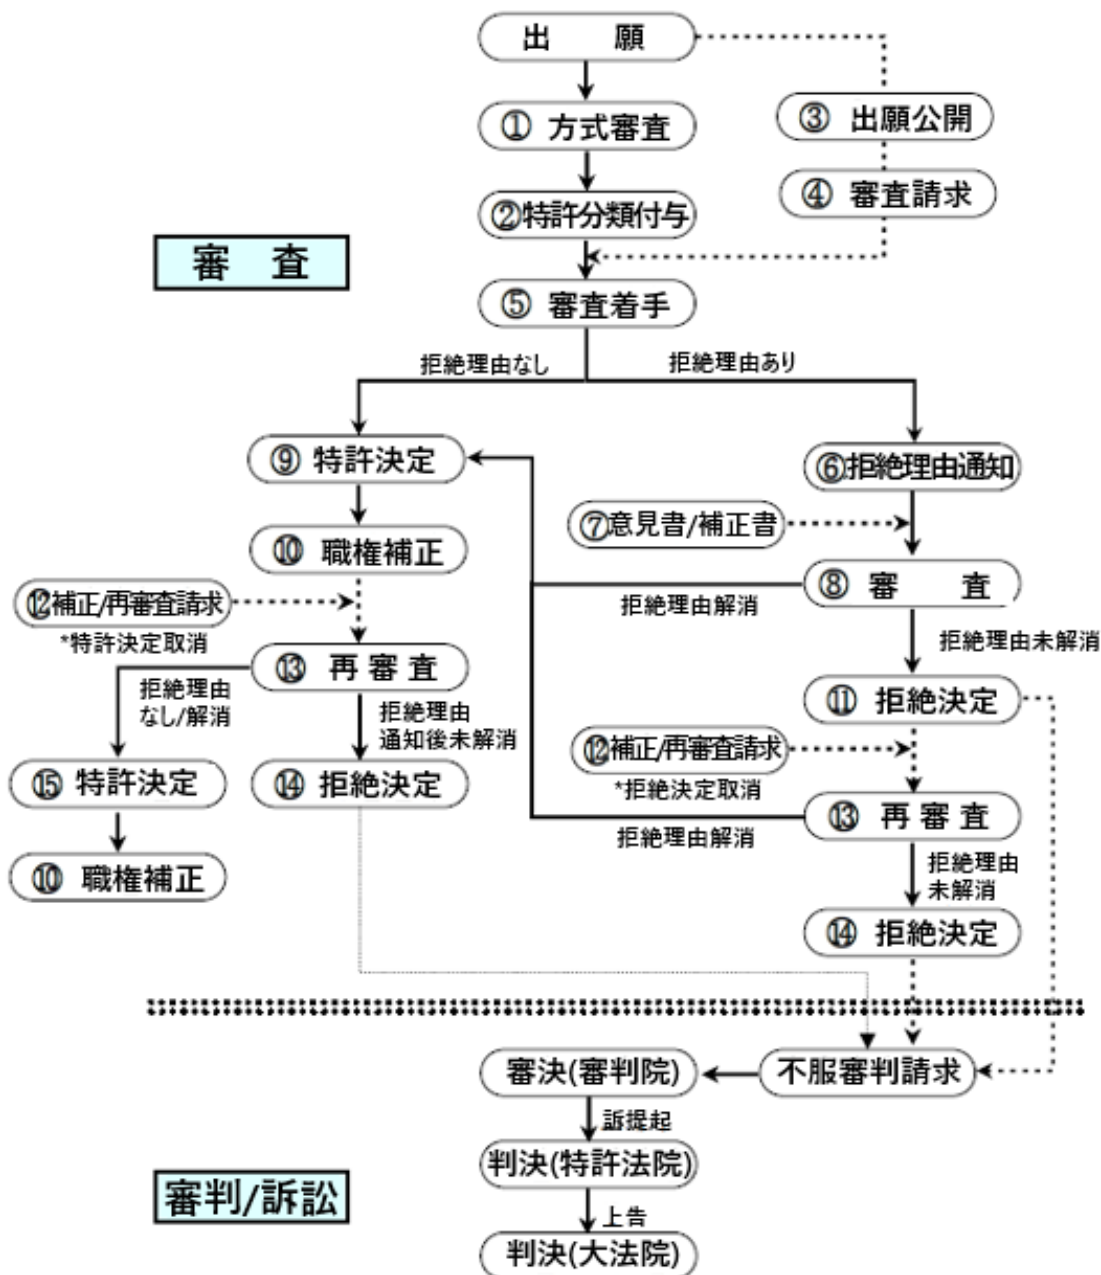 出 願
① 方式審査
③ 出願公開
④ 審査請求
②特許分類付与
審 査
⑤ 審査着手
拒絶理由なし
拒絶理由あり
⑨ 特許決定
⑥拒絶理由通知
⑦意見書/補正書
⑩ 職権補正
⑧ 審 査
⑫補正/再審査請求
*特許決定取消
拒絶理由解消
拒絶理由未解消
⑬ 再 審 査
拒絶理由
なし/解消
拒絶理由
通知後未解消
⑪ 拒絶決定
⑫補正/再審査請求
*拒絶決定取消
⑮ 特許決定
⑭ 拒絶決定
⑬ 再 審 査
拒絶理由解消
拒絶理由
未解消
⑩ 職権補正
⑭ 拒絶決定
審決(審判院)
不服審判請求
訴提起
判決(特許法院)
審判/訴訟
上告
判決(大法院)